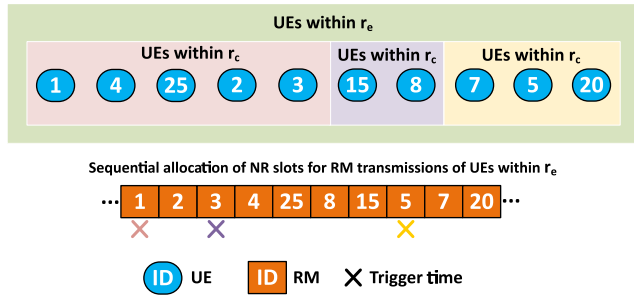 UEs within re
UEs within rc UEs within rc UEs within rc
1 4 25 2 3 15 8 7 5 20
Sequential allocation of NR slots for RM transmissions of UEs within re
... 1 2 3 4 25 8 15 5 7 20 ...
ID UE ID RM Trigger time